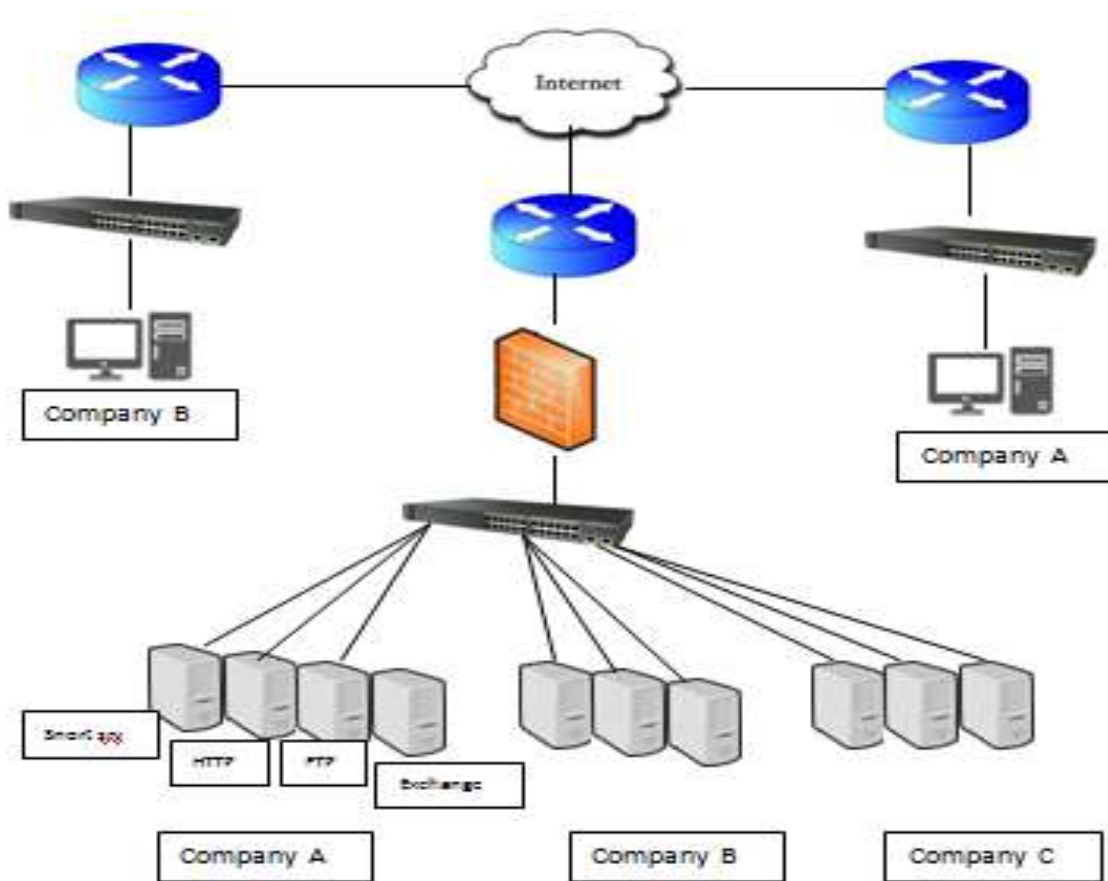 Internet
Company B
Company A
HTTP
FTP
Exchange
Company A
Company B
Company C